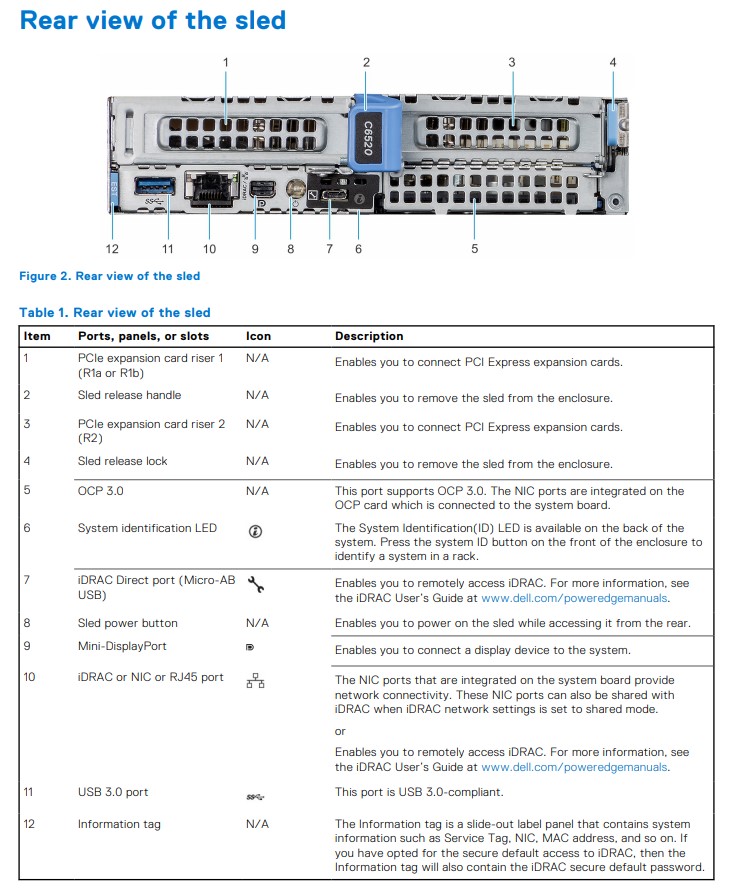 Rear view of the sled
1
2
3
4
C6520
EST
12
11
10
9
8
7
6
5
Figure 2. Rear view of the sled
Table 1. Rear view of the sled
Item Ports, panels, or slots Icon Description
1 PCIe expansion card riser 1 N/A Enables you to connect PCI Express expansion cards.
(R1a or R1b)
2 Sled release handle N/A Enables you to remove the sled from the enclosure.
3 PCIe expansion card riser 2 N/A Enables you to connect PCI Express expansion cards.
(R2)
4 Sled release lock N/A Enables you to remove the sled from the enclosure.
5 OCP 3.0 N/A This port supports OCP 3.0. The NIC ports are integrated on the
OCP card which is connected to the system board.
6 System identification LED The System Identification(ID) LED is available on the back of the
system. Press the system ID button on the front of the enclosure to
identify a system in a rack.
7 iDRAC Direct port (Micro-AB Enables you to remotely access iDRAC. For more information, see
USB) the iDRAC User's Guide at www.dell.com/poweredgemanuals.
8 Sled power button N/A Enables you to power on the sled while accessing it from the rear.
9 Mini-DisplayPort Enables you to connect a display device to the system.
10 iDRAC or NIC or RJ45 port The NIC ports that are integrated on the system board provide
network connectivity. These NIC ports can also be shared with
iDRAC when iDRAC network settings is set to shared mode.
or
Enables you to remotely access iDRAC. For more information, see
the iDRAC User's Guide at www.dell.com/poweredgemanuals.
11 USB 3.0 port This port is USB 3.0-compliant.
12 Information tag N/A The Information tag is a slide-out label panel that contains system
information such as Service Tag, NIC, MAC address, and so on. If
you have opted for the secure default access to iDRAC, then the
Information tag will also contain the iDRAC secure default password.